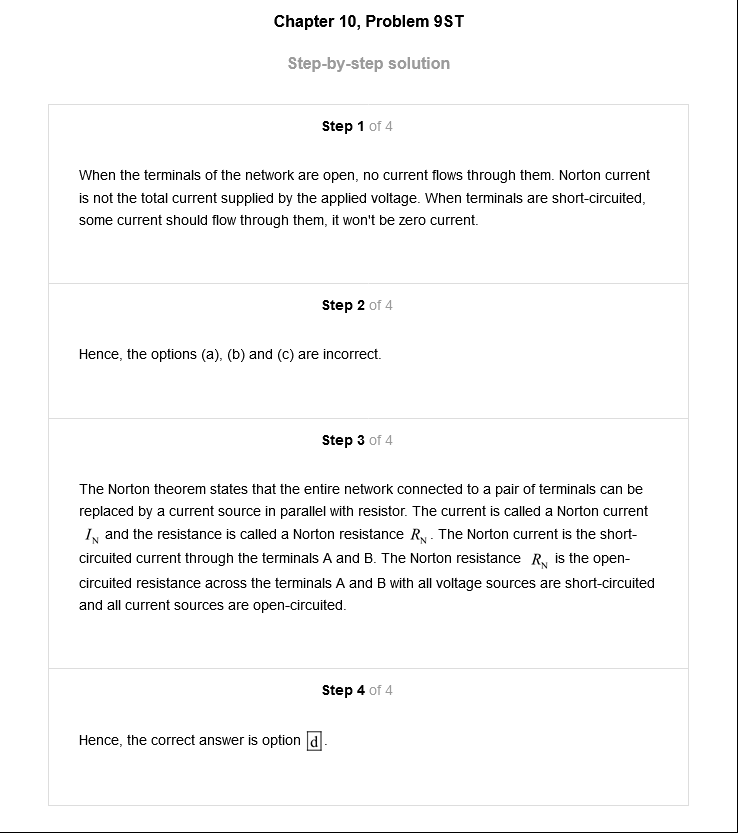 Chapter 10, Problem 9ST
Step-by-step solution
Step 1 of 4
When the terminals of the network are open, no current flows through them. Norton current
is not the total current supplied by the applied voltage. When terminals are short-circuited,
some current should flow through them, it won't be zero current.
Step 2 of 4
Hence, the options (a), (b) and (c) are incorrect.
Step 3 of 4
The Norton theorem states that the entire network connected to a pair of terminals can be
replaced by a current source in parallel with resistor. The current is called a Norton current
I_N and the resistance is called a Norton resistance R_N . The Norton current is the short-
circuited current through the terminals A and B. The Norton resistance R_N is the open-
circuited resistance across the terminals A and B with all voltage sources are short-circuited
and all current sources are open-circuited.
Step 4 of 4
Hence, the correct answer is option d.